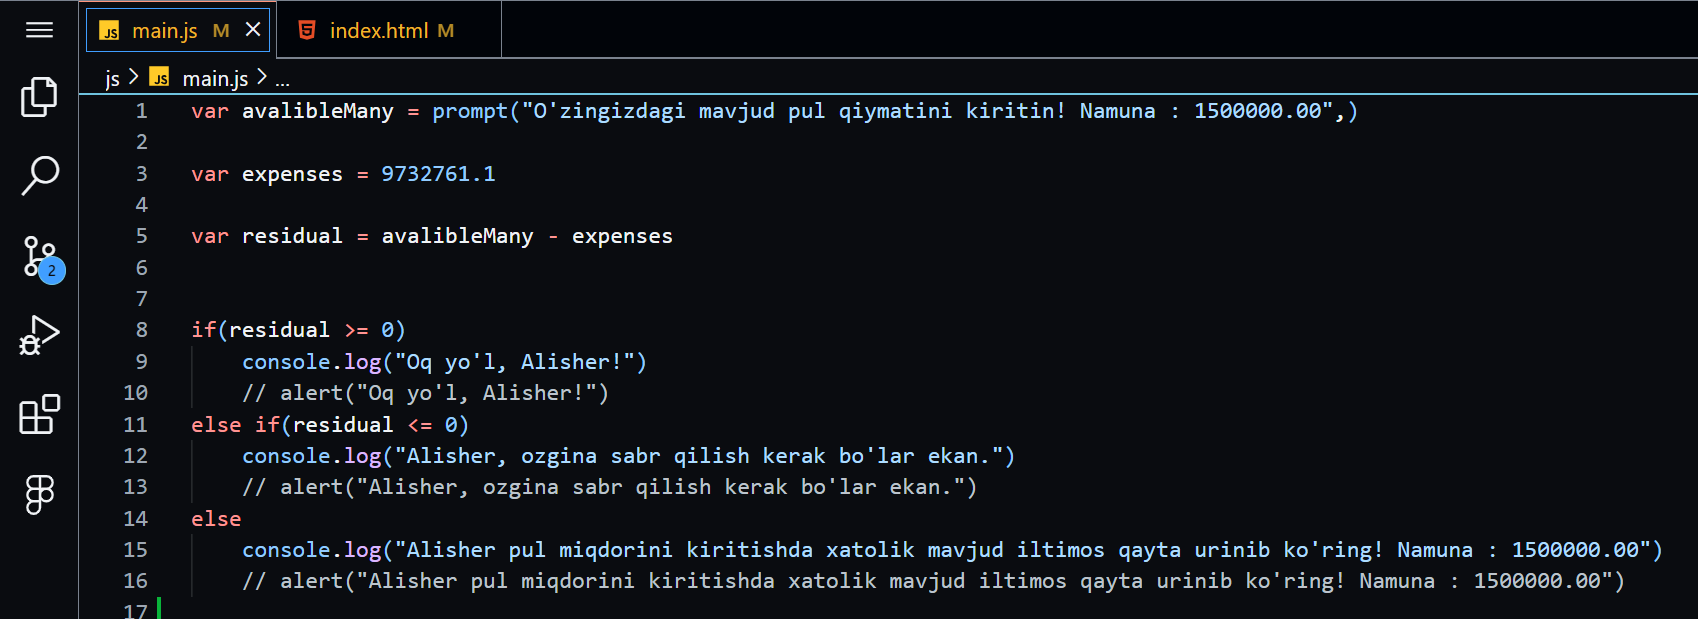 JS main.js M
index.html M
js > JS main.js > ...
1 var avalibleMany = prompt("O'zingizdagi mavjud pul qiymatini kiritin! Namuna : 1500000.00",)
2
3 var expenses = 9732761.1
4
5 var residual = avalibleMany - expenses
6
7
8 if(residual >= 0)
9 console.log("Oq yo'l, Alisher!")
10 // alert("Oq yo'l, Alisher!")
11 else if(residual <= 0)
12 console.log("Alisher, ozgina sabr qilish kerak bo'lar ekan.")
13 // alert("Alisher, ozgina sabr qilish kerak bo'lar ekan.")
14 else
15 console.log("Alisher pul miqdorini kiritishda xatolik mavjud iltimos qayta urinib ko'ring! Namuna : 1500000.00")
16 // alert("Alisher pul miqdorini kiritishda xatolik mavjud iltimos qayta urinib ko'ring! Namuna : 1500000.00")
17
2